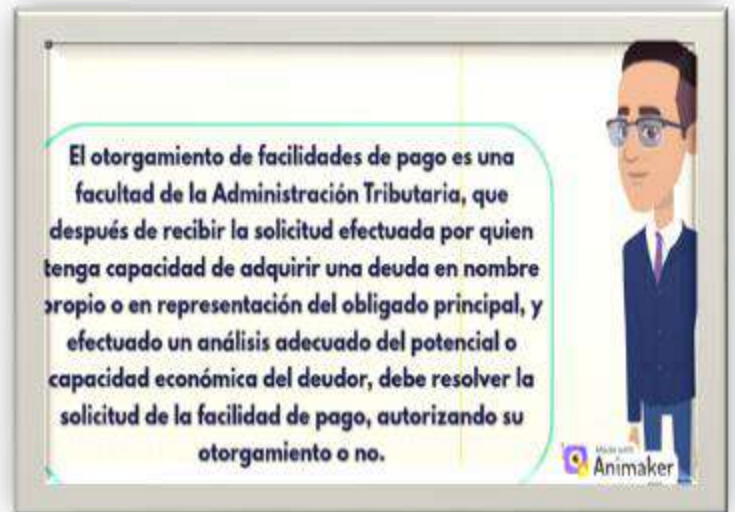 El otorgamiento de facilidades de pago es una
facultad de la Administración Tributaria, que
después de recibir la solicitud efectuada por quien
tenga capacidad de adquirir una deuda en nombre
propio o en representación del obligado principal, y
efectuado un análisis adecuado del potencial o
capacidad económica del deudor, debe resolver la
solicitud de la facilidad de pago, autorizando su
otorgamiento o no.
Made with
Animaker